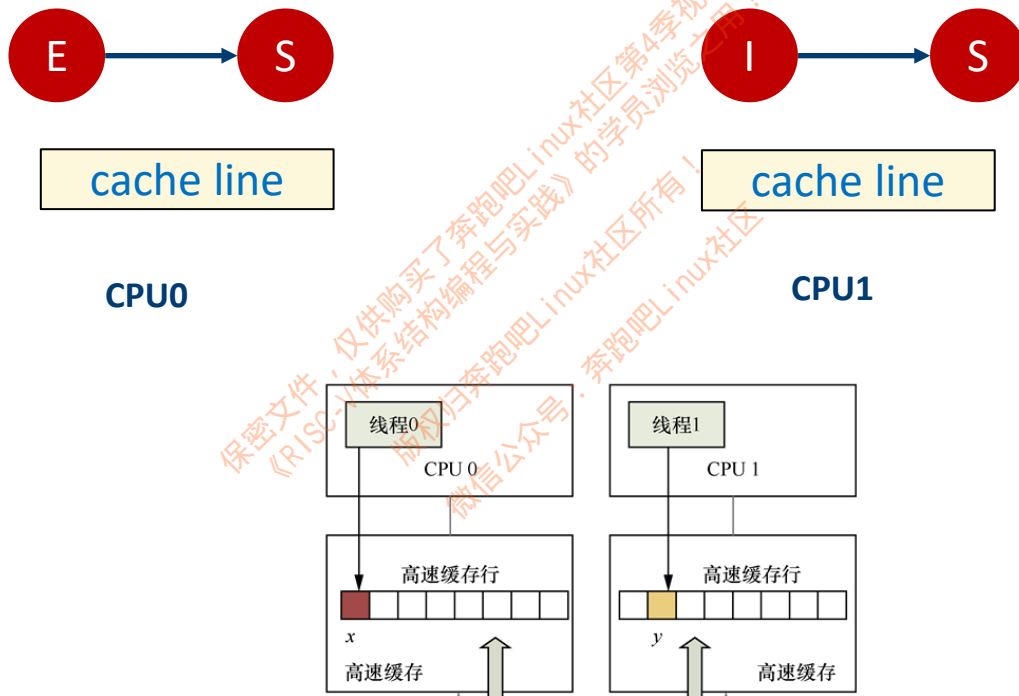 E
S
I
S
cache line
cache line
CPU0
CPU1
保密文件，仅供购买了奔跑吧Linux社区第4季视
《RISC-V体系结构编程与实践》的学员浏览之用！
版权归奔跑吧Linux社区所有！
微信公众号：奔跑吧Linux社区
线程0
CPU 0
线程1
CPU 1
高速缓存行
x
高速缓存
高速缓存行
y
高速缓存